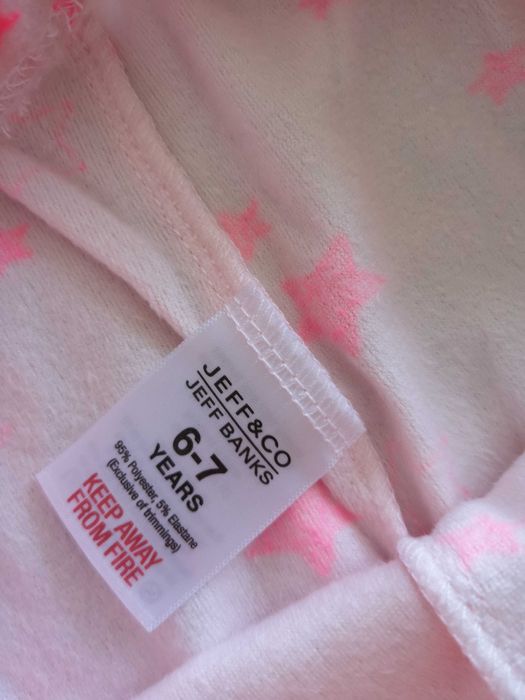 JEFF&CO
JEFF BANKS
6-7
YEARS
95% Polyester, 5% Elastane
(Exclusive of trimmings)
KEEP AWAY
FROM FIRE